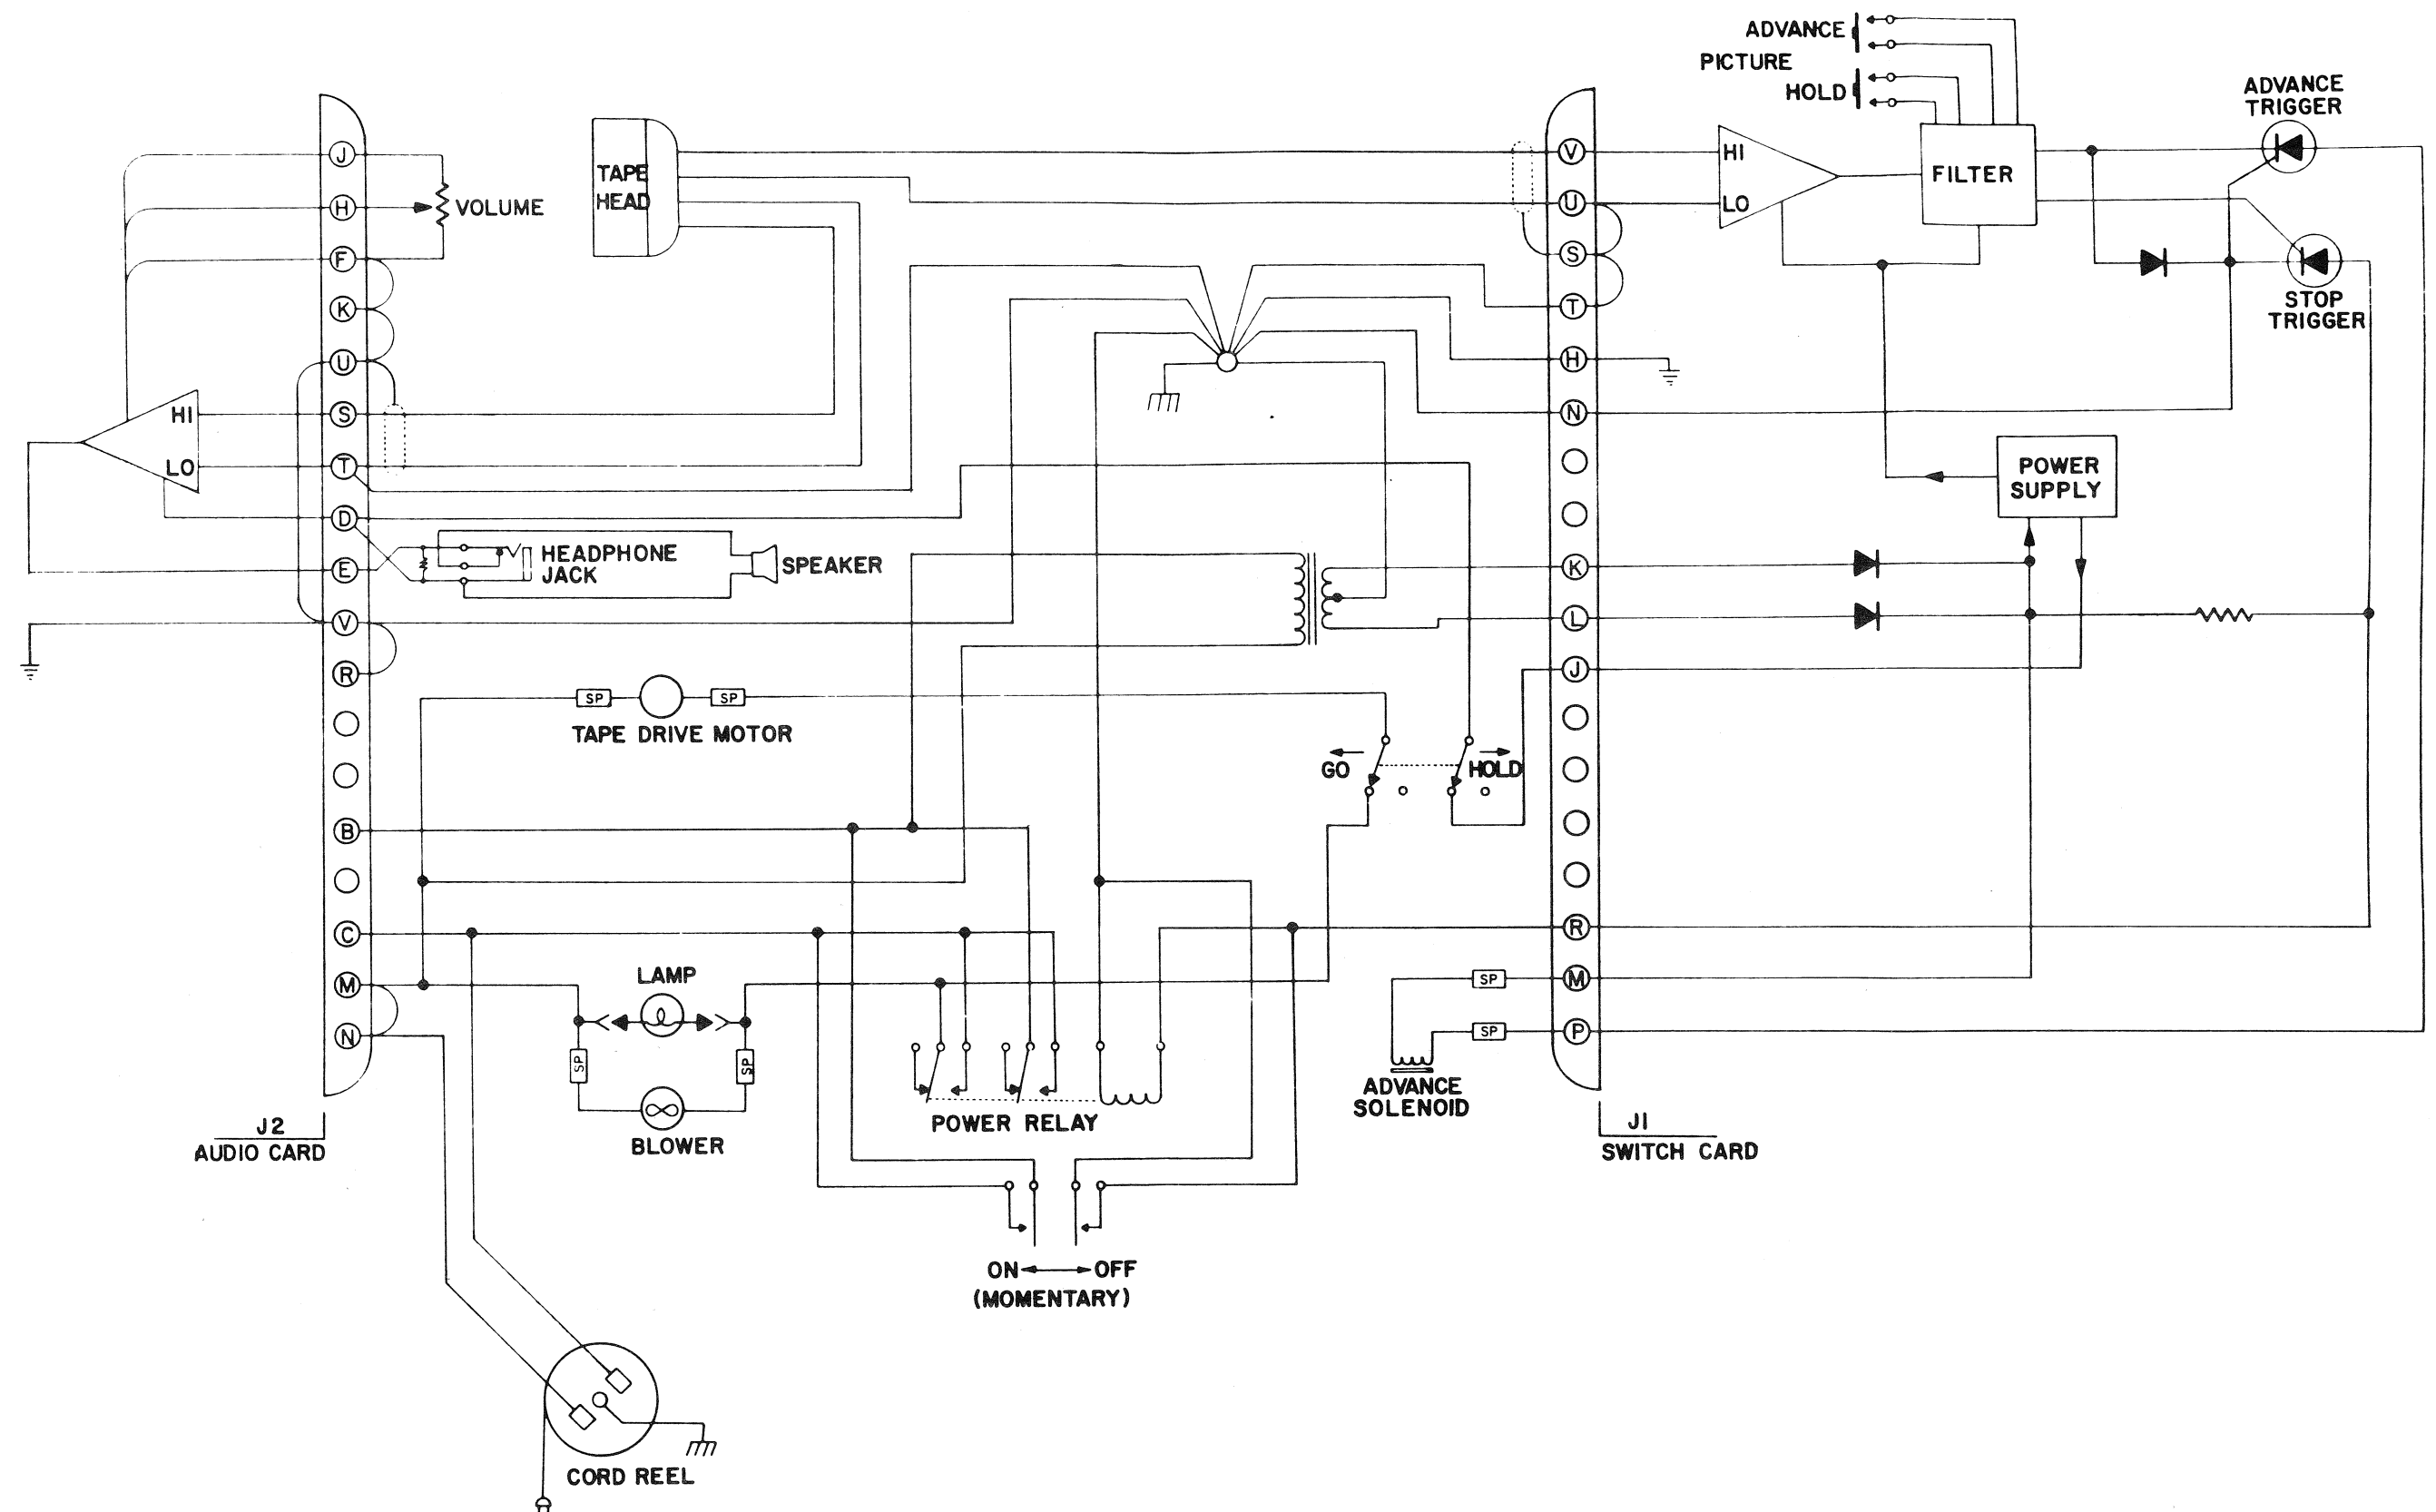 ADVANCE
PICTURE
HOLD
ADVANCE
TRIGGER
J
H
VOLUME
F
K
U
HI
S
LO
T
D
E
V
R
B
C
M
N
TAPE
HEAD
HEADPHONE
JACK
SPEAKER
SP
SP
TAPE DRIVE MOTOR
LAMP
SP
SP
BLOWER
POWER RELAY
ON
OFF
(MOMENTARY)
J2
AUDIO CARD
CORD REEL
GO
HOLD
V
U
S
T
H
N
K
L
J
R
M
P
SP
SP
ADVANCE
SOLENOID
J1
SWITCH CARD
HI
LO
FILTER
STOP
TRIGGER
POWER
SUPPLY